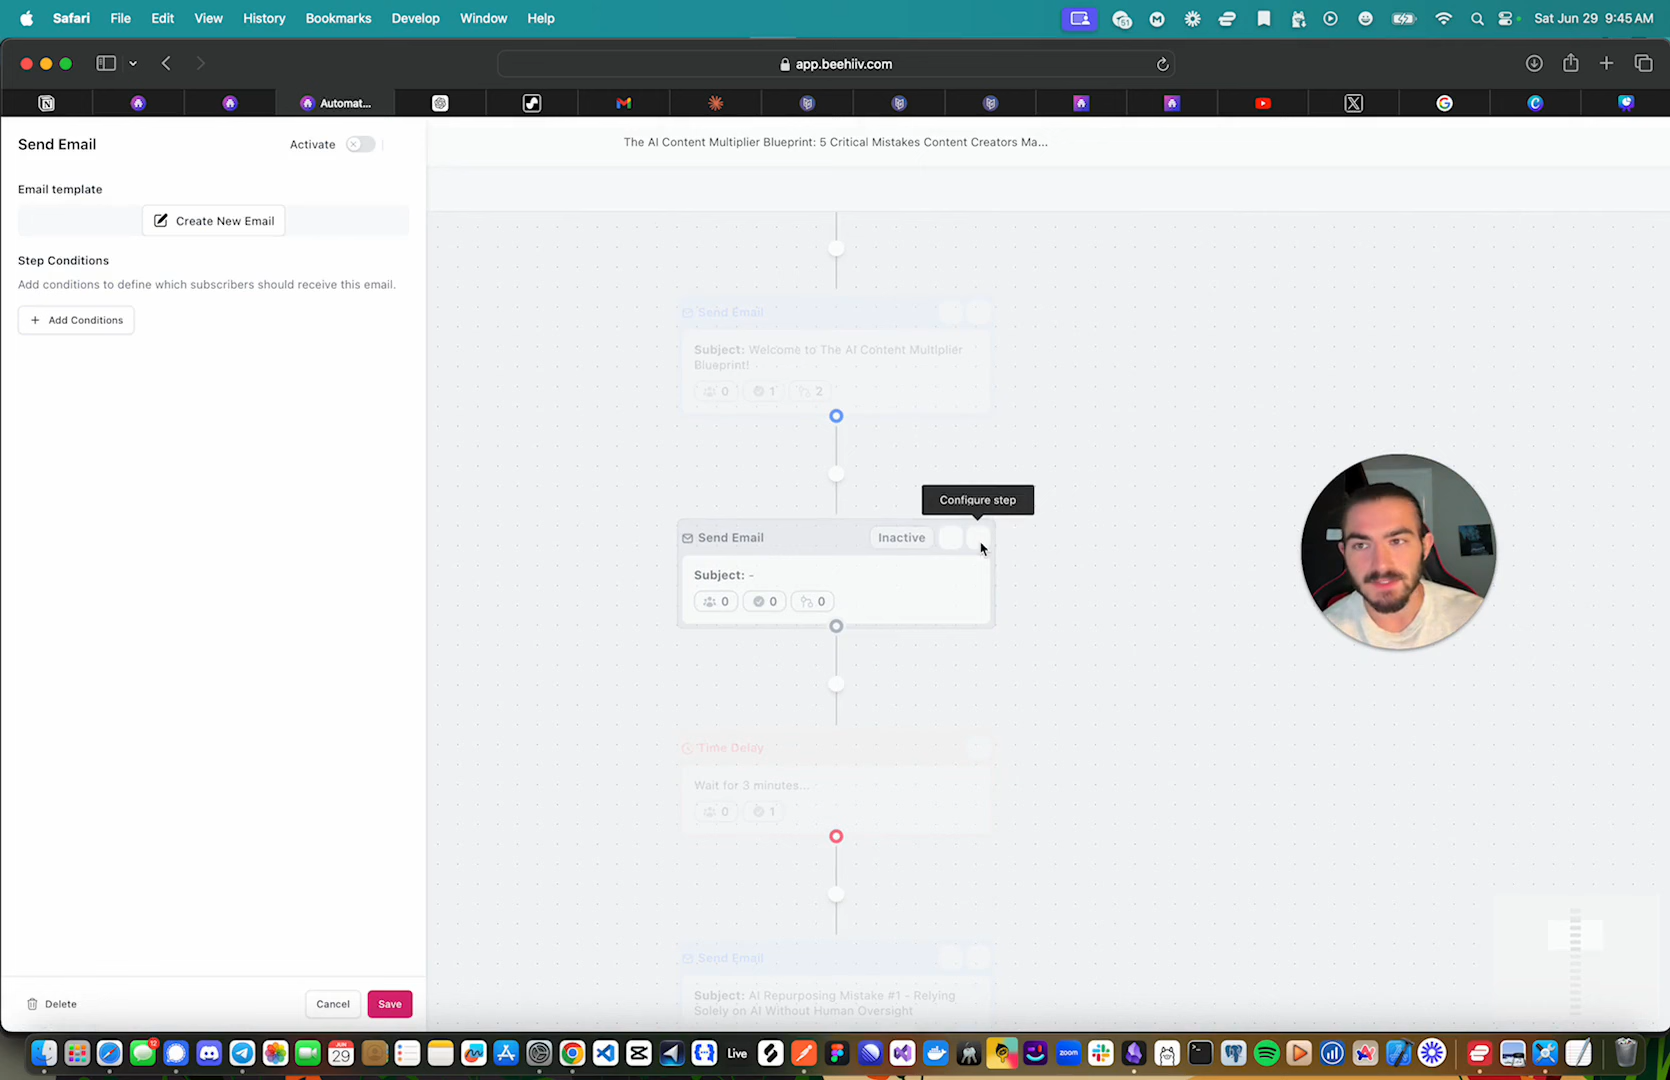 Safari File Edit View History Bookmarks Develop Window Help
51
Sat Jun 29 9:45 AM
app.beehiiv.com
Automat...
Send Email
Activate
The AI Content Multiplier Blueprint: 5 Critical Mistakes Content Creators Ma...
Email template
Create New Email
Step Conditions
Add conditions to define which subscribers should receive this email.
+ Add Conditions
Send Email
Subject: Welcome to The AI Content Multiplier
Blueprint!
0 1 2
Configure step
Send Email
Inactive
Subject: -
0 0 0
Time Delay
Wait for 3 minutes...
0 1
Send Email
Subject: AI Repurposing Mistake #1 - Relying
Solely on AI Without Human Oversight
Delete
Cancel
Save
12
JUN
29
Live
zoom